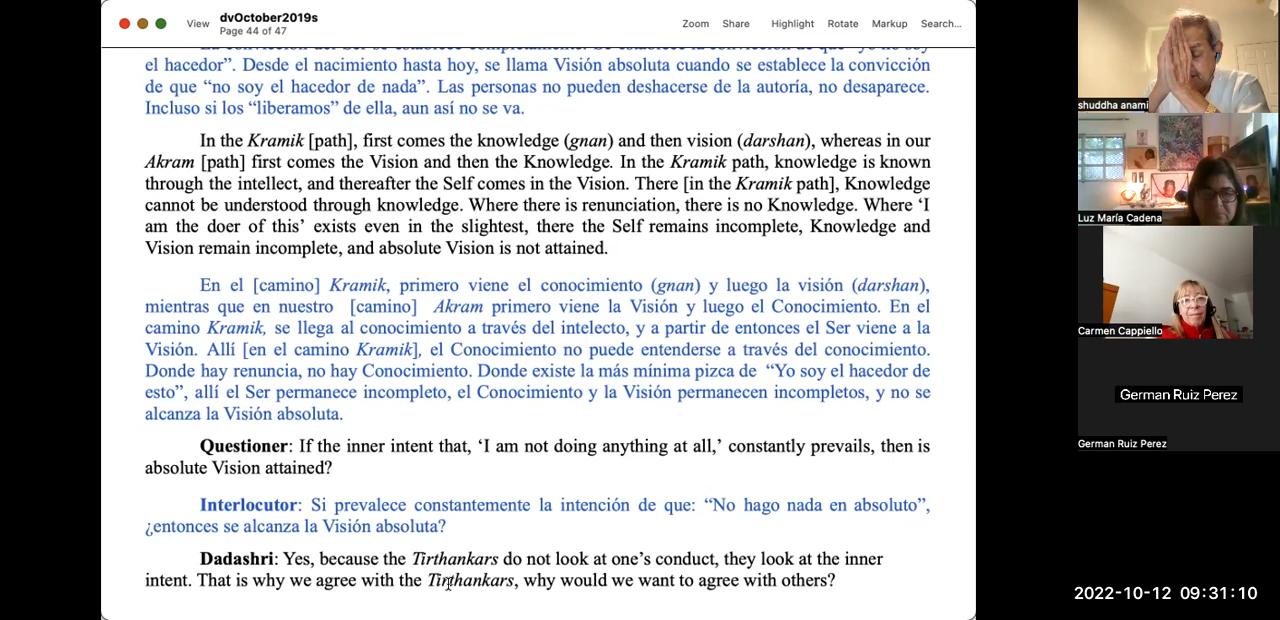 View
dvOctober2019s
Page 44 of 47
Zoom Share Highlight Rotate Markup Search...
el hacedor”. Desde el nacimiento hasta hoy, se llama Visión absoluta cuando se establece la convicción
de que “no soy el hacedor de nada”. Las personas no pueden deshacerse de la autoría, no desaparece.
Incluso si los “liberamos” de ella, aun así no se va.
In the Kramik [path], first comes the knowledge (gnan) and then vision (darshan), whereas in our
Akram [path] first comes the Vision and then the Knowledge. In the Kramik path, knowledge is known
through the intellect, and thereafter the Self comes in the Vision. There [in the Kramik path], Knowledge
cannot be understood through knowledge. Where there is renunciation, there is no Knowledge. Where ‘I
am the doer of this’ exists even in the slightest, there the Self remains incomplete, Knowledge and
Vision remain incomplete, and absolute Vision is not attained.
En el [camino] Kramik, primero viene el conocimiento (gnan) y luego la visión (darshan),
mientras que en nuestro [camino] Akram primero viene la Visión y luego el Conocimiento. En el
camino Kramik, se llega al conocimiento a través del intelecto, y a partir de entonces el Ser viene a la
Visión. Allí [en el camino Kramik], el Conocimiento no puede entenderse a través del conocimiento.
Donde hay renuncia, no hay Conocimiento. Donde existe la más mínima pizca de “Yo soy el hacedor de
esto”, allí el Ser permanece incompleto, el Conocimiento y la Visión permanecen incompletos, y no se
alcanza la Visión absoluta.
Questioner: If the inner intent that, ‘I am not doing anything at all,’ constantly prevails, then is
absolute Vision attained?
Interlocutor: Si prevalece constantemente la intención de que: “No hago nada en absoluto”,
¿entonces se alcanza la Visión absoluta?
Dadashri: Yes, because the Tirthankars do not look at one’s conduct, they look at the inner
intent. That is why we agree with the Tirthankars, why would we want to agree with others?
shuddha anami
Luz María Cadena
Carmen Cappiello
German Ruiz Perez
German Ruiz Perez
2022-10-12 09:31:10